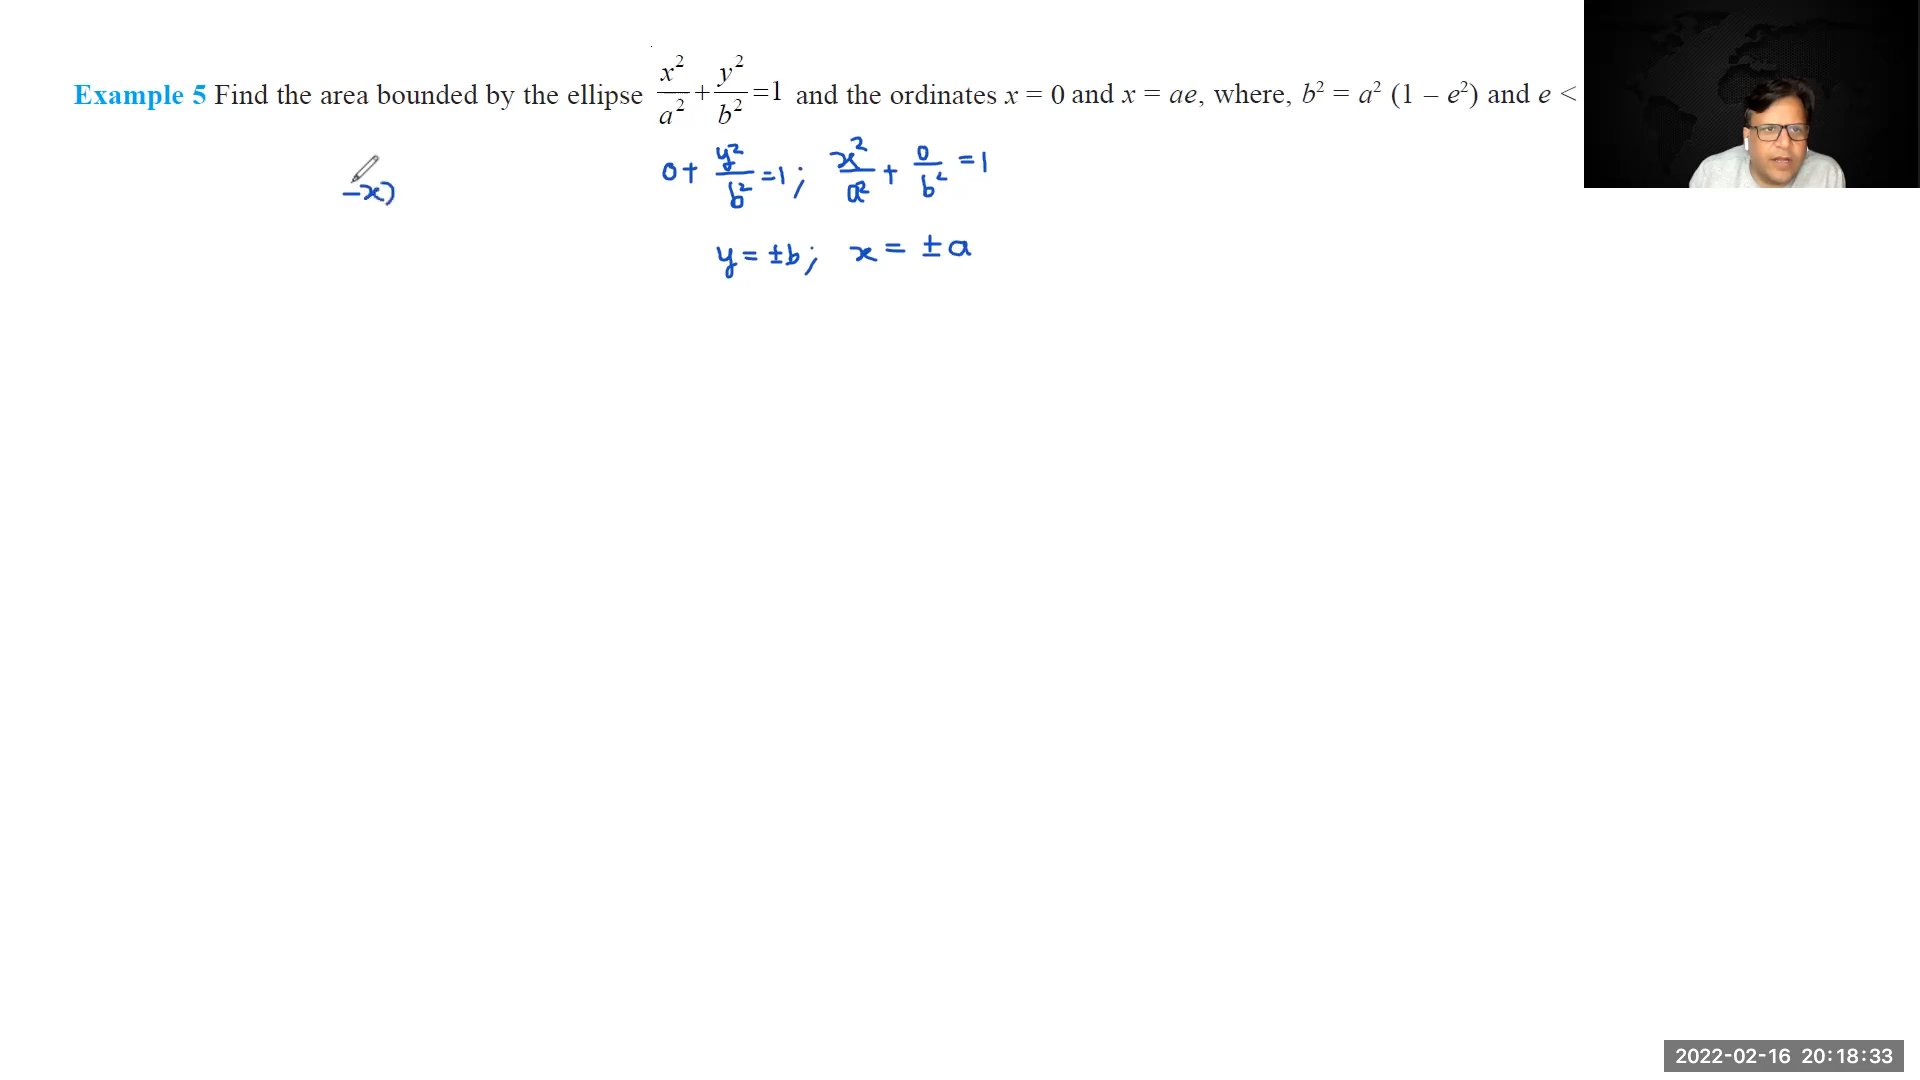 Example 5 Find the area bounded by the ellipse x²/a² + y²/b² = 1 and the ordinates x = 0 and x = ae, where, b² = a² (1 – e²) and e <
0 + y²/b² = 1; x²/a² + 0/b² = 1
–x)
y = ±b; x = ±a
2022-02-16 20:18:33